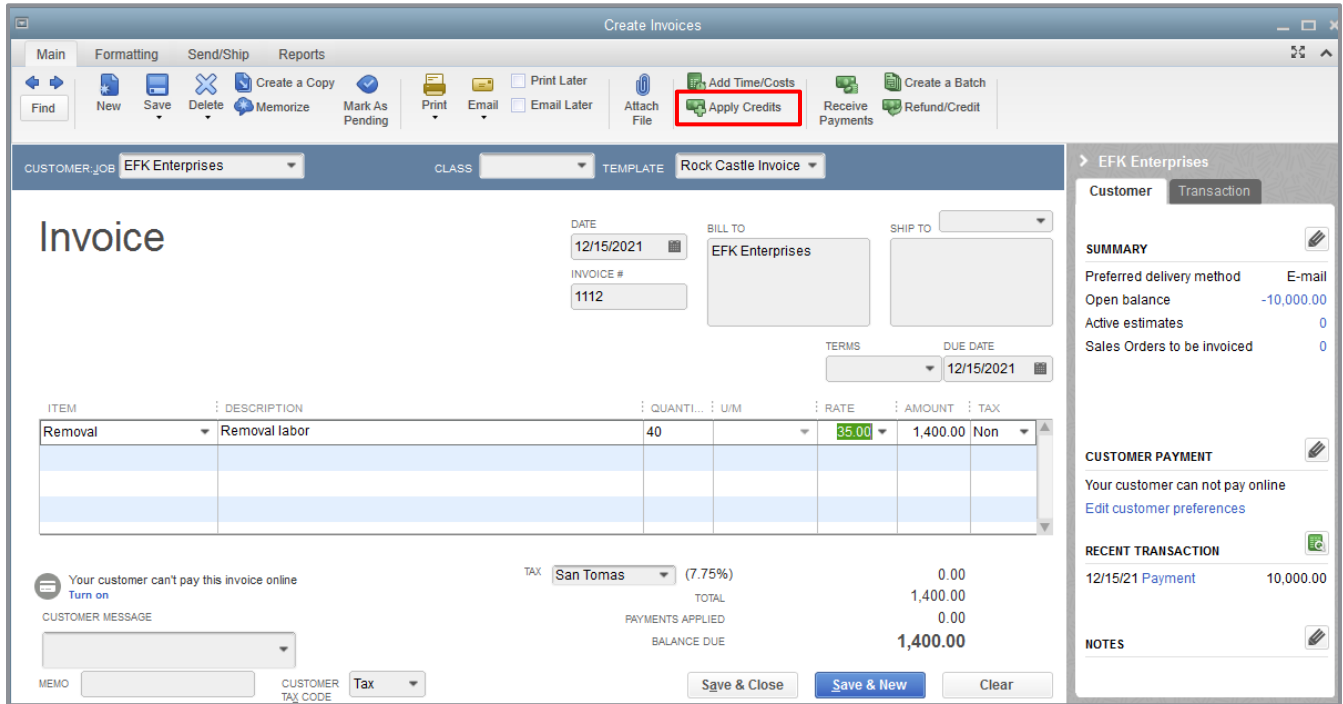 Create Invoices
Main Formatting Send/Ship Reports
Find New Save Delete Create a Copy Memorize Mark As Pending Print Email Print Later Email Later Attach File Add Time/Costs Apply Credits Receive Payments Create a Batch Refund/Credit
CUSTOMER:JOB EFK Enterprises CLASS TEMPLATE Rock Castle Invoice
Invoice
DATE
12/15/2021
INVOICE #
1112
BILL TO
EFK Enterprises
SHIP TO
TERMS
DUE DATE
12/15/2021
ITEM DESCRIPTION QUANTI... U/M RATE AMOUNT TAX
Removal Removal labor 40 35.00 1,400.00 Non
Your customer can't pay this invoice online
Turn on
CUSTOMER MESSAGE
TAX San Tomas (7.75%) 0.00
TOTAL 1,400.00
PAYMENTS APPLIED 0.00
BALANCE DUE 1,400.00
MEMO
CUSTOMER TAX CODE Tax
Save & Close Save & New Clear
EFK Enterprises
Customer Transaction
SUMMARY
Preferred delivery method E-mail
Open balance -10,000.00
Active estimates 0
Sales Orders to be invoiced 0
CUSTOMER PAYMENT
Your customer can not pay online
Edit customer preferences
RECENT TRANSACTION
12/15/21 Payment 10,000.00
NOTES